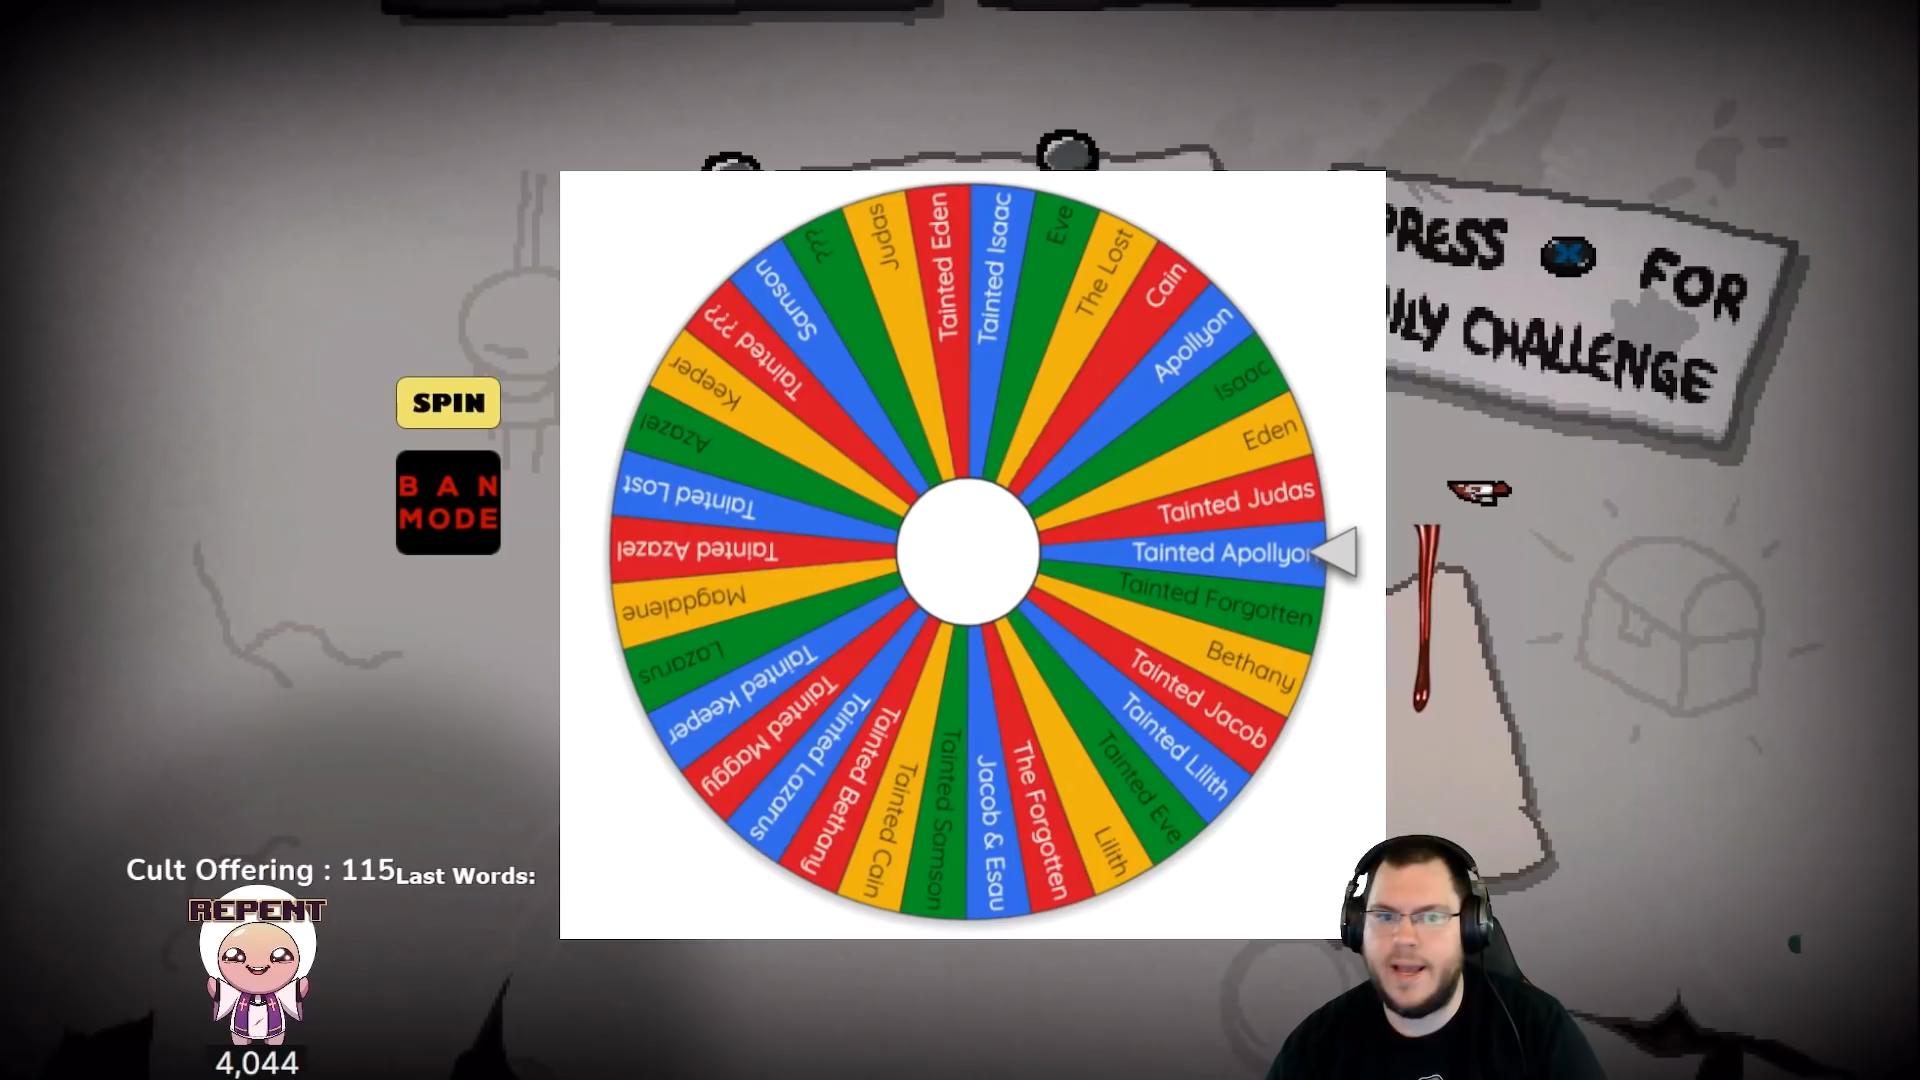 PRESS
FOR
CHALLENGE
SPIN
BAN
MODE
Tainted Eden
Tainted Isaac
Eve
The Lost
Cain
Apollyon
Isaac
Eden
Tainted Judas
Tainted Apollyon
Tainted Forgotten
Bethany
Tainted Jacob
Tainted Lilith
Tainted Eve
Lilith
The Forgotten
Jacob & Esau
Tainted Samson
Tainted Cain
Tainted Bethany
Tainted Lazarus
Tainted Maggy
Tainted Keeper
Lazarus
Magdalene
Tainted Azazel
Tainted Lost
Azazel
Keeper
Tainted ???
Samson
???
Judas
Cult Offering : 115
Last Words:
REPENT
4,044